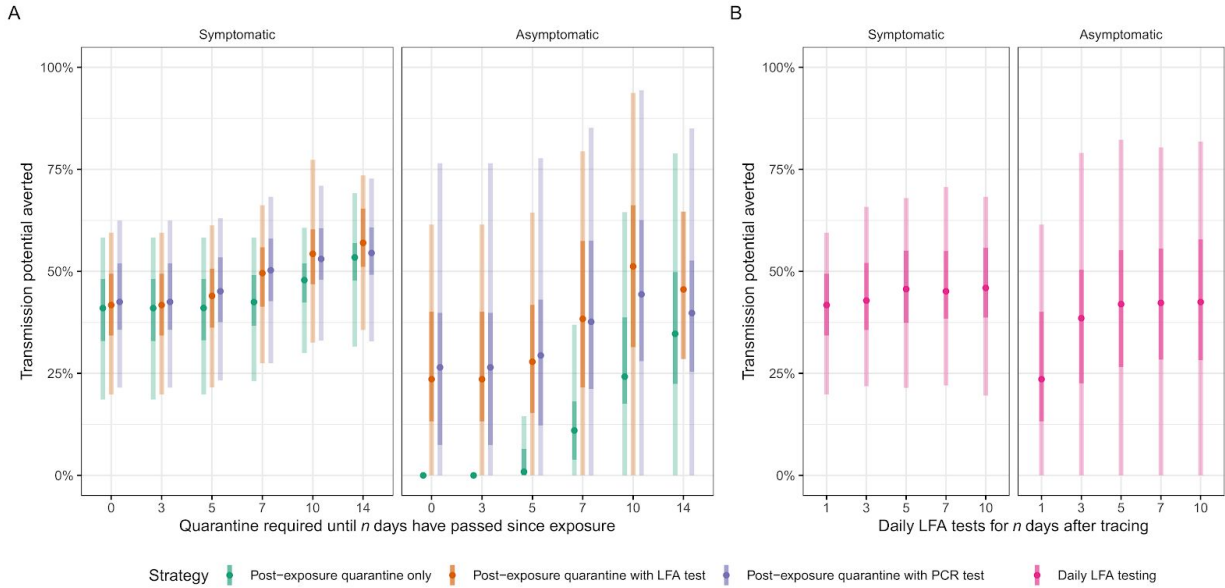 A
B
Symptomatic
Asymptomatic
Symptomatic
Asymptomatic
100%
75%
50%
25%
0%
Transmission potential averted
0 3 5 7 10 14
0 3 5 7 10 14
Quarantine required until n days have passed since exposure
100%
75%
50%
25%
0%
Transmission potential averted
1 3 5 7 10
1 3 5 7 10
Daily LFA tests for n days after tracing
Strategy Post−exposure quarantine only Post−exposure quarantine with LFA test Post−exposure quarantine with PCR test Daily LFA testing